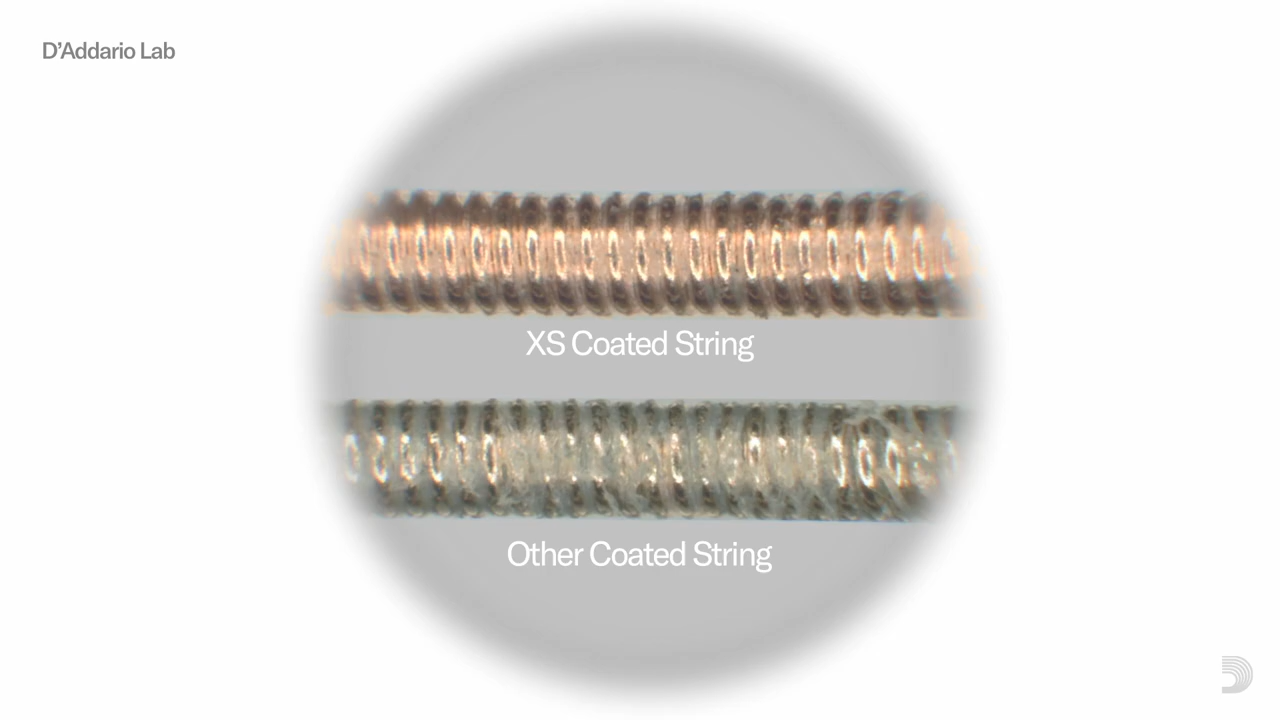 D'Addario Lab
XS Coated String
Other Coated String